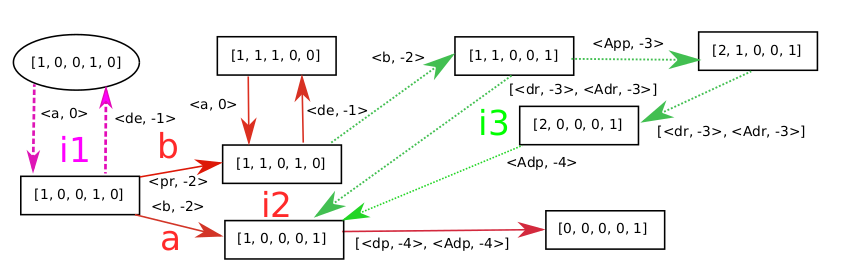 [1, 0, 0, 1, 0]
[1, 1, 1, 0, 0]
[1, 1, 0, 0, 1]
<App, -3>
[2, 1, 0, 0, 1]
<b, -2>
<a, 0>
<de, -1>
<a, 0>
<de, -1>
[<dr, -3>, <Adr, -3>]
i1
b
i3
[2, 0, 0, 0, 1]
[<dr, -3>, <Adr, -3>]
[1, 1, 0, 1, 0]
<Adp, -4>
[1, 0, 0, 1, 0]
<pr, -2>
<b, -2>
i2
a
[1, 0, 0, 0, 1]
[<dp, -4>, <Adp, -4>]
[0, 0, 0, 0, 1]